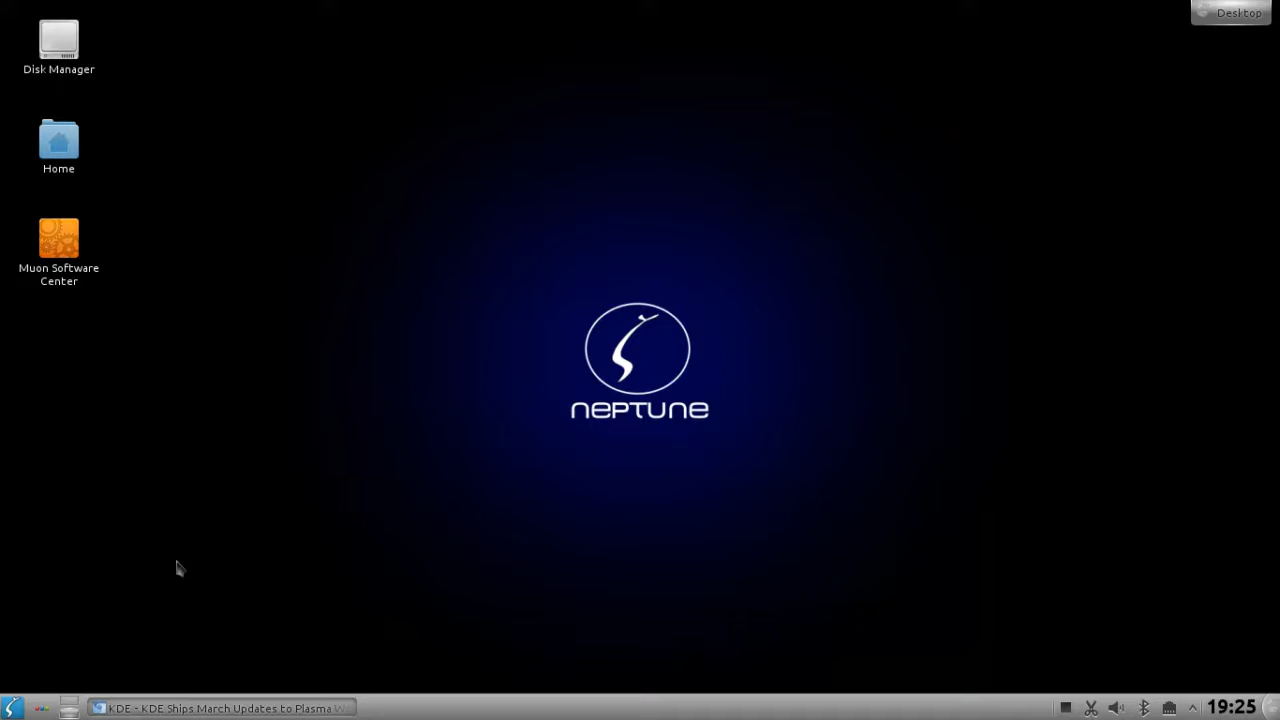 Desktop
Disk Manager
Home
Muon Software
Center
NEPTUNE
KDE - KDE Ships March Updates to Plasma W
19:25